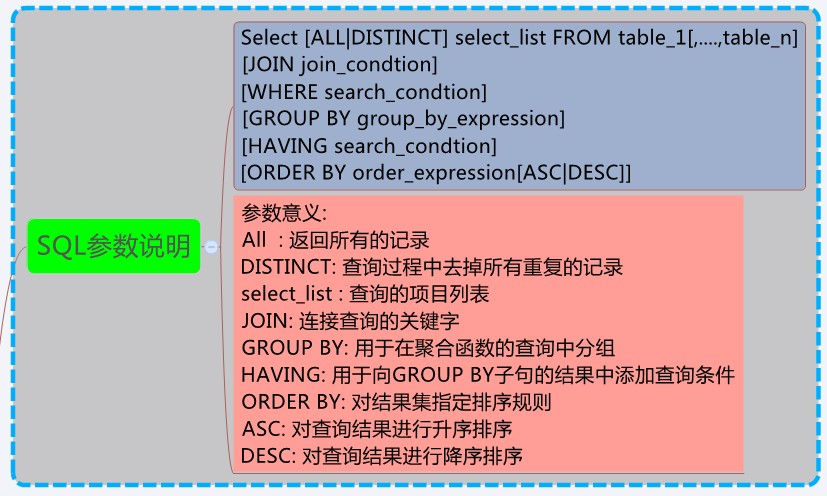 SQL参数说明
Select [ALL|DISTINCT] select_list FROM table_1[,....,table_n]
[JOIN join_condtion]
[WHERE search_condtion]
[GROUP BY group_by_expression]
[HAVING search_condtion]
[ORDER BY order_expression[ASC|DESC]]
参数意义:
All : 返回所有的记录
DISTINCT: 查询过程中去掉所有重复的记录
select_list : 查询的项目列表
JOIN: 连接查询的关键字
GROUP BY: 用于在聚合函数的查询中分组
HAVING: 用于向GROUP BY子句的结果中添加查询条件
ORDER BY: 对结果集指定排序规则
ASC: 对查询结果进行升序排序
DESC: 对查询结果进行降序排序